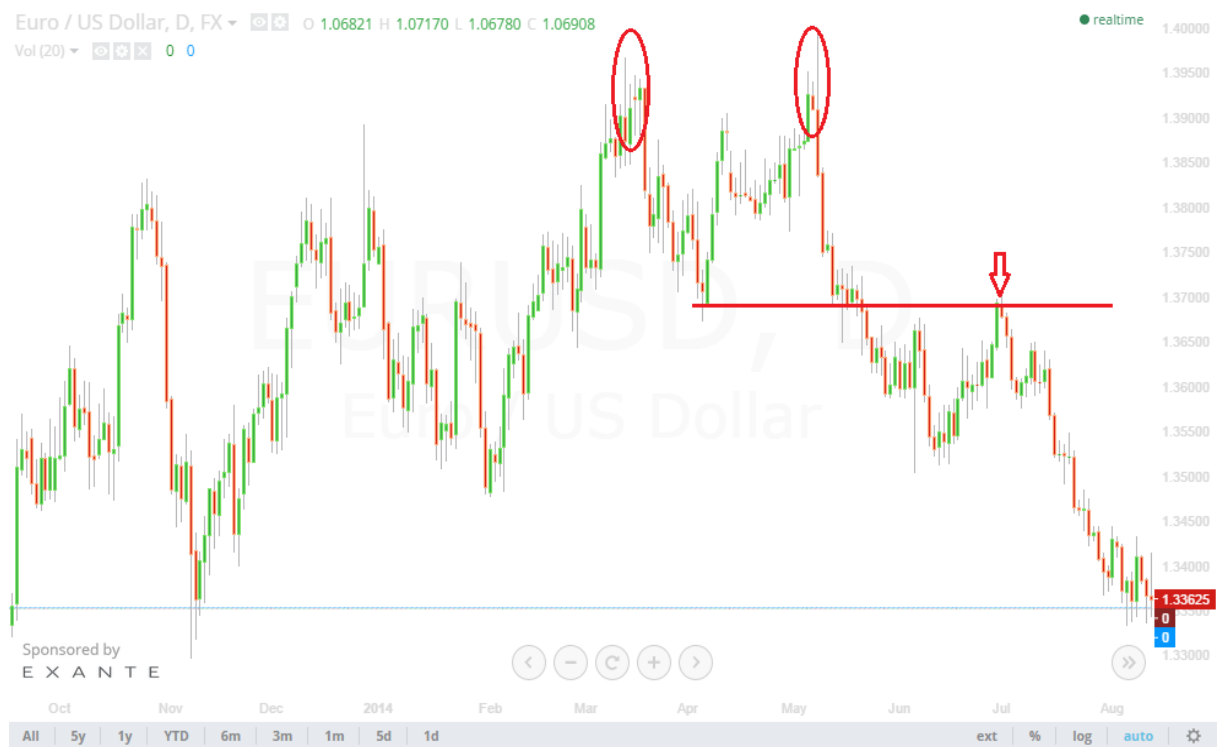 Euro / US Dollar, D, FX O 1.06821 H 1.07170 L 1.06780 C 1.06908
realtime
Vol (20) 0 0
1.40000
1.39500
1.39000
1.38500
1.38000
1.37500
1.37000
1.36500
1.36000
1.35500
1.35000
1.34500
1.34000
1.33625
0
0
1.33000
EURUSD, D
Euro / US Dollar
Sponsored by
EXANTE
Oct Nov Dec 2014 Feb Mar Apr May Jun Jul Aug
All 5y 1y YTD 6m 3m 1m 5d 1d ext % log auto